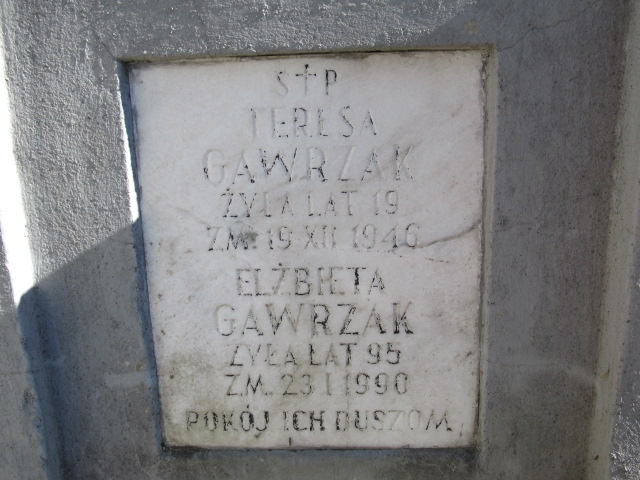 S✝P
TERESA
GAWRZAK
ŻYŁA LAT 19
ZM. 19 XII 1946
ELŻBIETA
GAWRZAK
ŻYŁA LAT 95
ZM. 23 I 1990
POKÓJ ICH DUSZOM